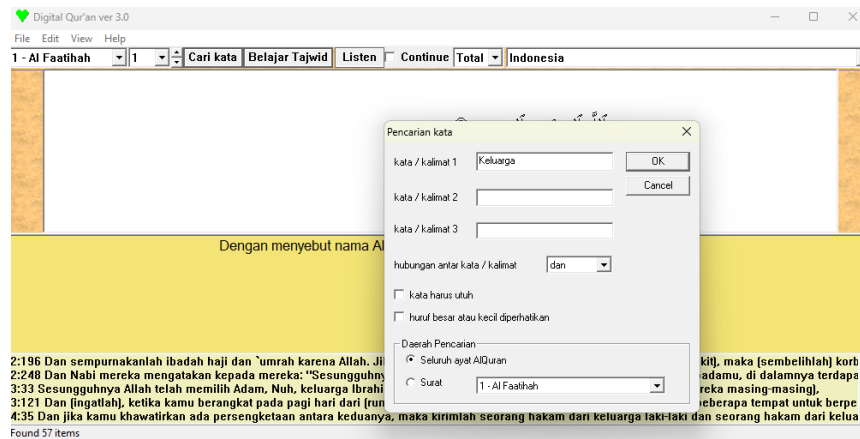 Digital Qur'an ver 3.0
File Edit View Help
1 - Al Faatihah 1 Cari kata Belajar Tajwid Listen Continue Total Indonesia
Pencarian kata
kata / kalimat 1 Keluarga OK
Cancel
kata / kalimat 2
kata / kalimat 3
hubungan antar kata / kalimat dan
kata harus utuh
huruf besar atau kecil diperhatikan
Daerah Pencarian
Seluruh ayat AlQuran
Surat 1 - Al Faatihah
Dengan menyebut nama Al
2:196 Dan sempurnakanlah ibadah haji dan `umrah karena Allah. Ji kit), maka (sembelihlah) korb
2:248 Dan Nabi mereka mengatakan kepada mereka: "Sesungguhny adamu, di dalamnya terdapa
3:33 Sesungguhnya Allah telah memilih Adam, Nuh, keluarga Ibrahi reka masing-masing),
3:121 Dan (ingatlah), ketika kamu berangkat pada pagi hari dari (run beberapa tempat untuk berpe
4:35 Dan jika kamu khawatirkan ada persengketaan antara keduanya, maka kirimlah seorang hakam dari keluarga laki-laki dan seorang hakam dari kelua
Found 57 items